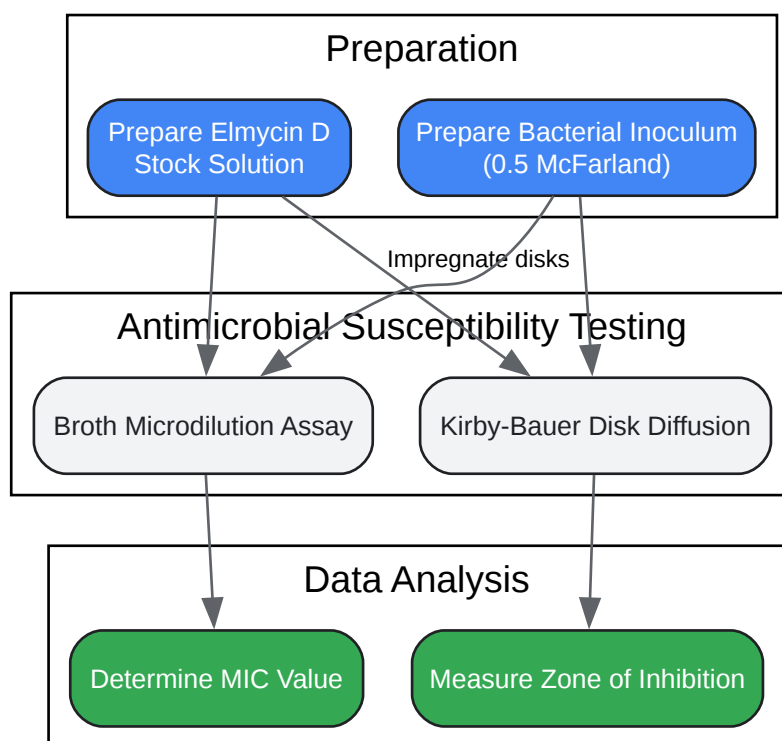 Preparation
Prepare Elmycin D
Stock Solution
Prepare Bacterial Inoculum
(0.5 McFarland)
Impregnate disks
Antimicrobial Susceptibility Testing
Broth Microdilution Assay
Kirby-Bauer Disk Diffusion
Data Analysis
Determine MIC Value
Measure Zone of Inhibition